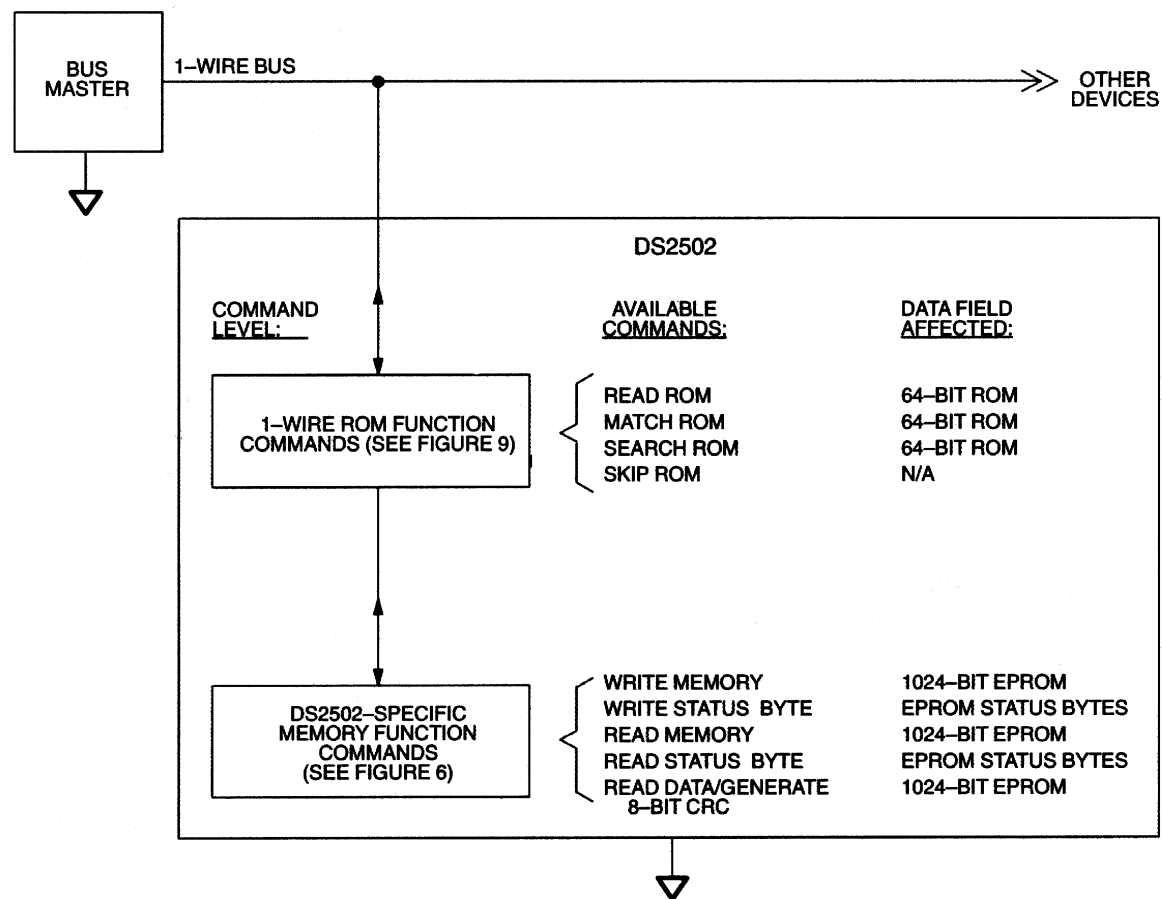 BUS
MASTER
1–WIRE BUS
OTHER
DEVICES
DS2502
COMMAND
LEVEL:
AVAILABLE
COMMANDS:
DATA FIELD
AFFECTED:
1–WIRE ROM FUNCTION
COMMANDS (SEE FIGURE 9)
READ ROM 64–BIT ROM
MATCH ROM 64–BIT ROM
SEARCH ROM 64–BIT ROM
SKIP ROM N/A
DS2502–SPECIFIC
MEMORY FUNCTION
COMMANDS
(SEE FIGURE 6)
WRITE MEMORY 1024–BIT EPROM
WRITE STATUS BYTE EPROM STATUS BYTES
READ MEMORY 1024–BIT EPROM
READ STATUS BYTE EPROM STATUS BYTES
READ DATA/GENERATE 1024–BIT EPROM
8–BIT CRC